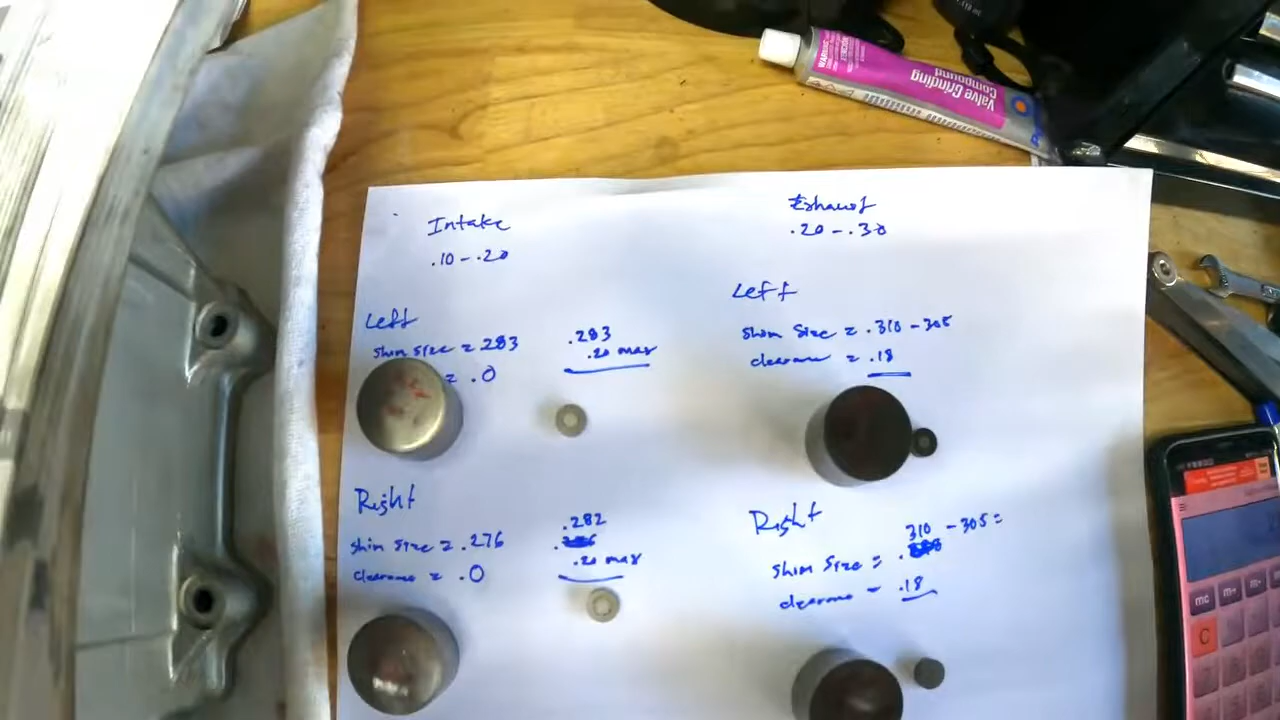 Valve Grinding
Compound
Intake
.10 - .20
Exhaust
.20 - .30
Left
shim size = 283
= .0
.283
.20 max
Left
shim size = .310 - 305
clearance = .18
Right
shim size = .276
clearance = .0
.282
.20 max
Right
310 - 305 =
shim size = .
clearance = .18
mc
m+
m-
C